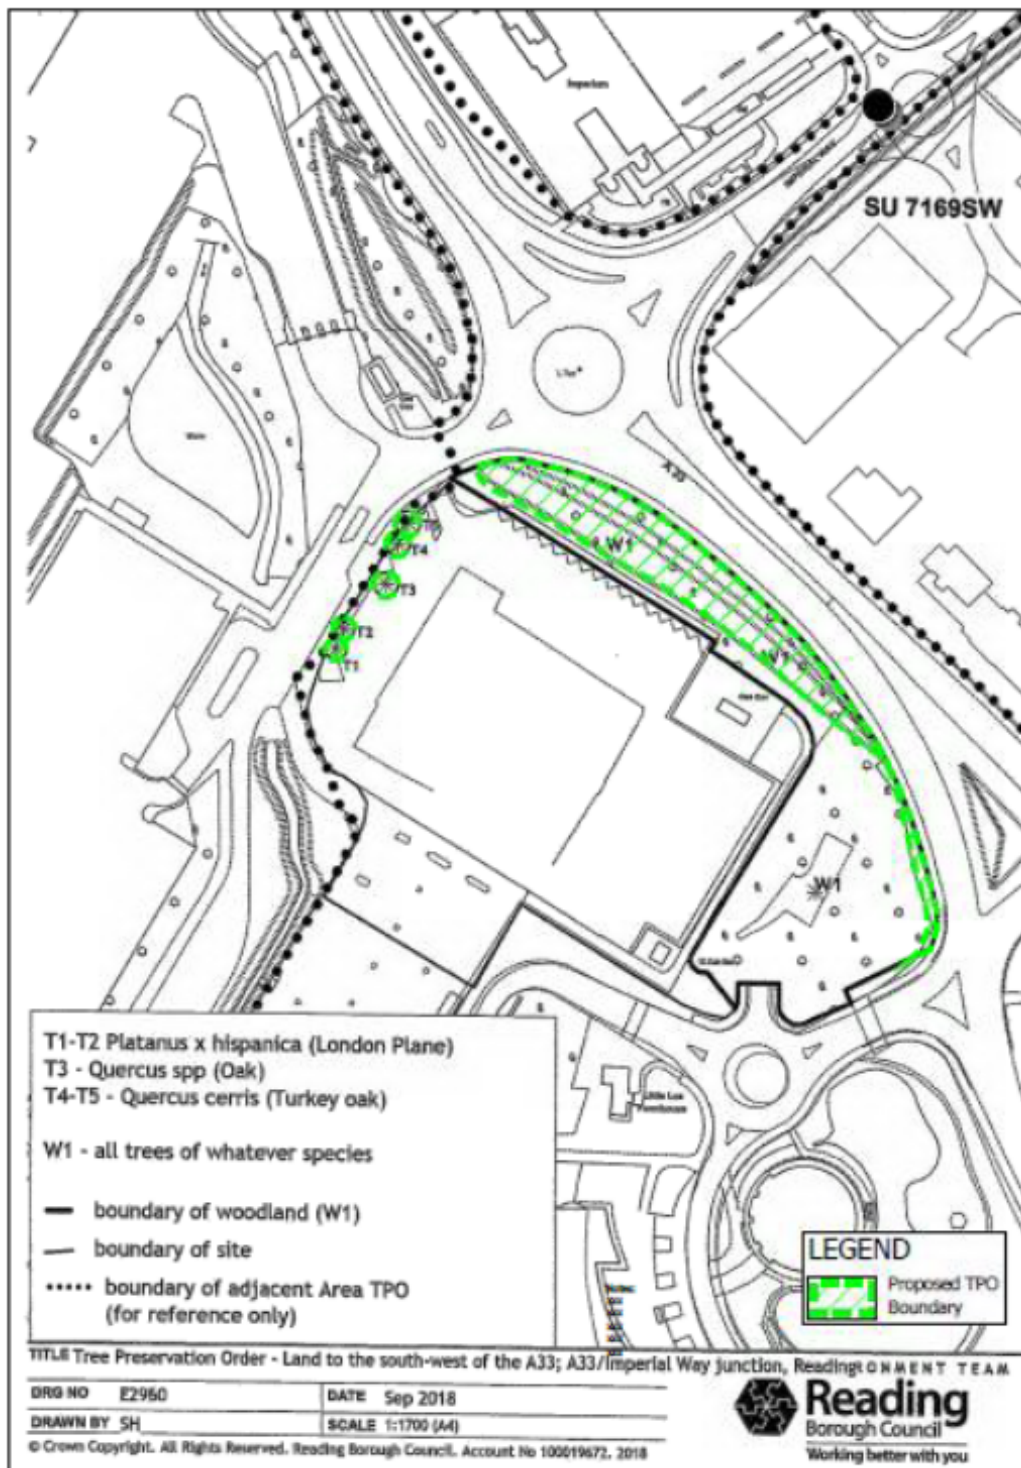 SU 7169SW
A 33
W1
T4
T3
T2
T1
W1
W1
T1-T2 Platanus x hispanica (London Plane)
T3 - Quercus spp (Oak)
T4-T5 - Quercus cerris (Turkey oak)
W1 - all trees of whatever species
boundary of woodland (W1)
boundary of site
boundary of adjacent Area TPO
(for reference only)
LEGEND
Proposed TPO
Boundary
TITLE Tree Preservation Order - Land to the south-west of the A33; A33/Imperial Way junction, Reading
ONMENT TEAM
DRG NO E2960
DATE Sep 2018
DRAWN BY SH
SCALE 1:1700 (A4)
© Crown Copyright. All Rights Reserved. Reading Borough Council. Account No 100019672. 2018
Reading
Borough Council
Working better with you